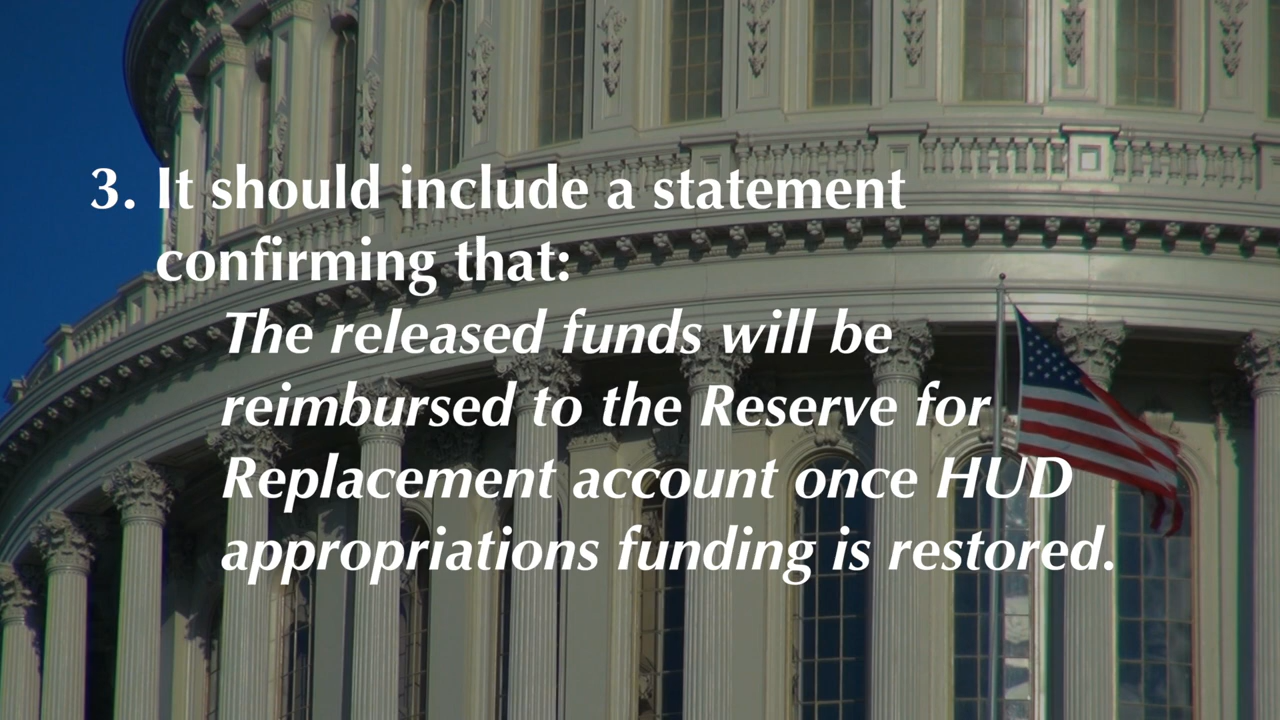 3. It should include a statement
confirming that:
The released funds will be
reimbursed to the Reserve for
Replacement account once HUD
appropriations funding is restored.